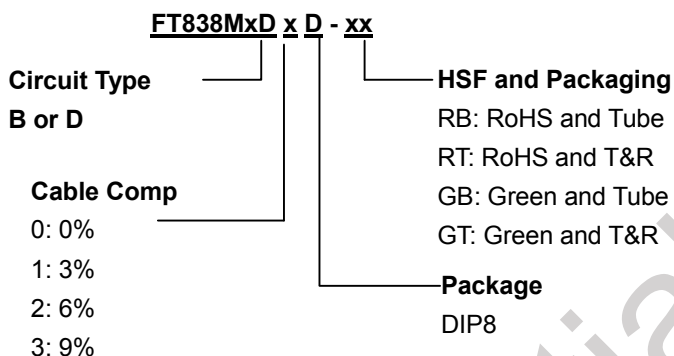 FT838MxD x D - xx
Circuit Type
B or D
Cable Comp
0: 0%
1: 3%
2: 6%
3: 9%
HSF and Packaging
RB: RoHS and Tube
RT: RoHS and T&R
GB: Green and Tube
GT: Green and T&R
Package
DIP8